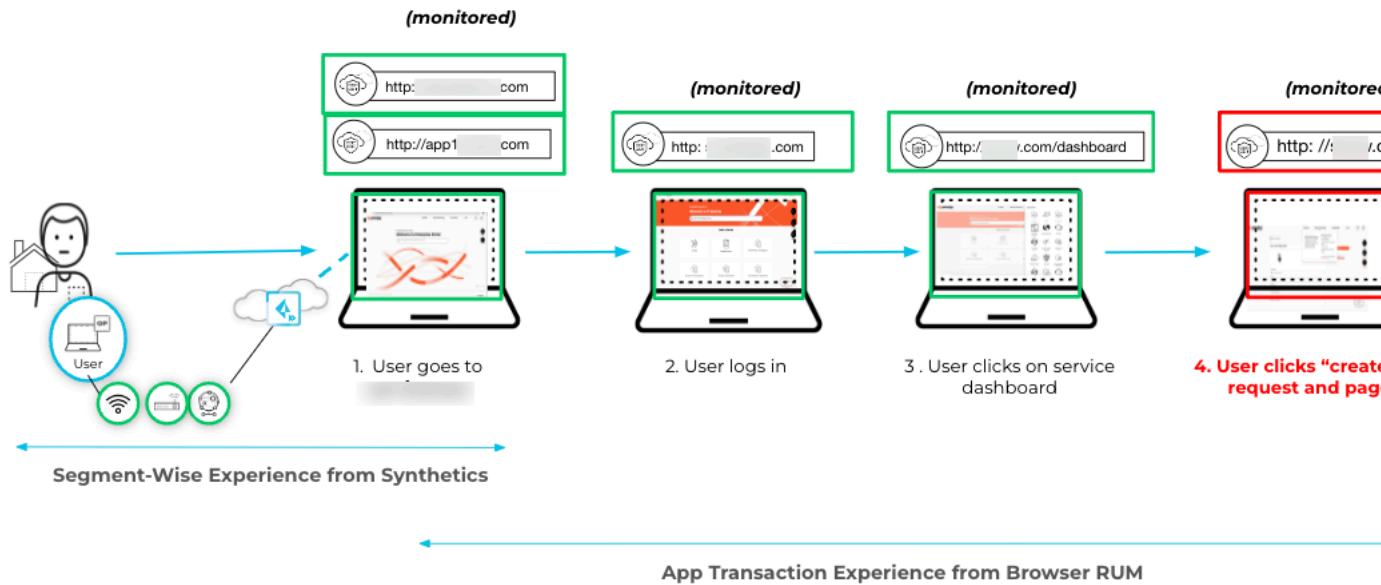 (monitored)
http: com
http://app1 com
(monitored)
http: .com
(monitored)
http:/ .com/dashboard
(monitored
http: //s
User
GP
1. User goes to
2. User logs in
3 . User clicks on service
dashboard
4. User clicks “create
request and page
Segment-Wise Experience from Synthetics
App Transaction Experience from Browser RUM